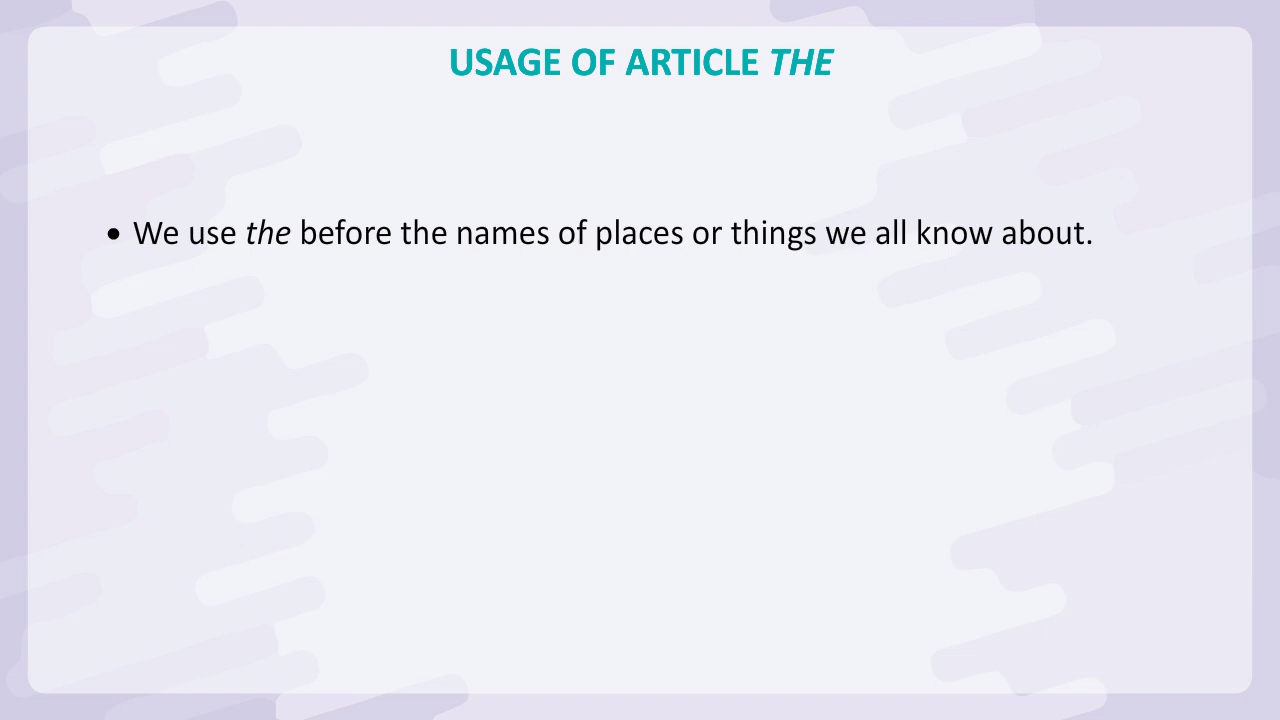 USAGE OF ARTICLE THE
• We use the before the names of places or things we all know about.